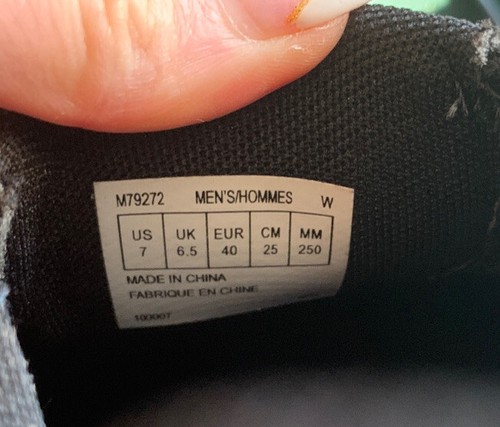 M79272 MEN'S/HOMMES W
US UK EUR CM MM
7 6.5 40 25 250
MADE IN CHINA
FABRIQUE EN CHINE
100007